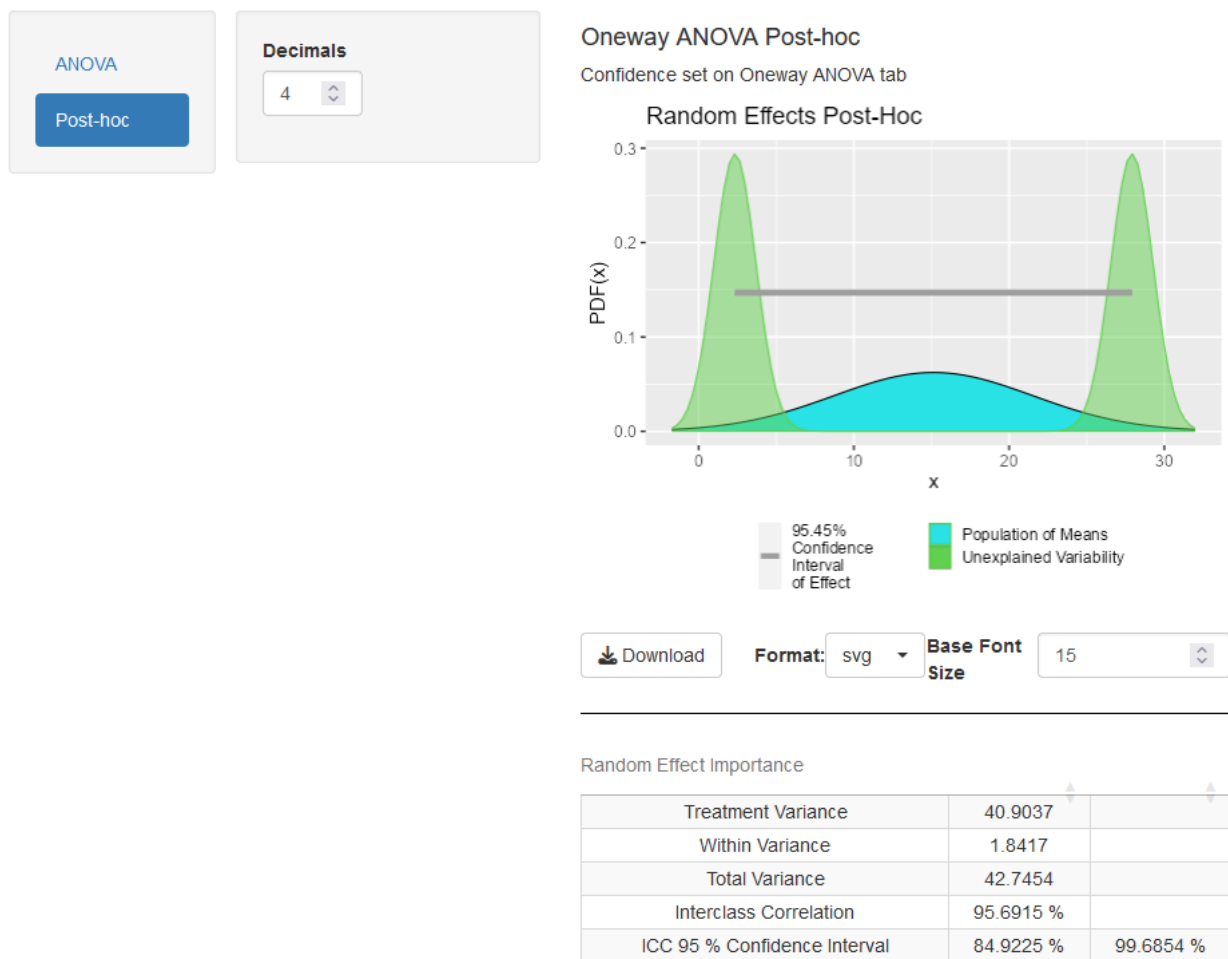 ANOVA
Post-hoc
Decimals
4
Oneway ANOVA Post-hoc
Confidence set on Oneway ANOVA tab
Random Effects Post-Hoc
0.3
0.2
0.1
0.0
PDF(x)
0 10 20 30
x
95.45%
Confidence
Interval
of Effect
Population of Means
Unexplained Variability
Download
Format: svg
Base Font
Size
15
Random Effect Importance
Treatment Variance 40.9037
Within Variance 1.8417
Total Variance 42.7454
Interclass Correlation 95.6915 %
ICC 95 % Confidence Interval 84.9225 % 99.6854 %